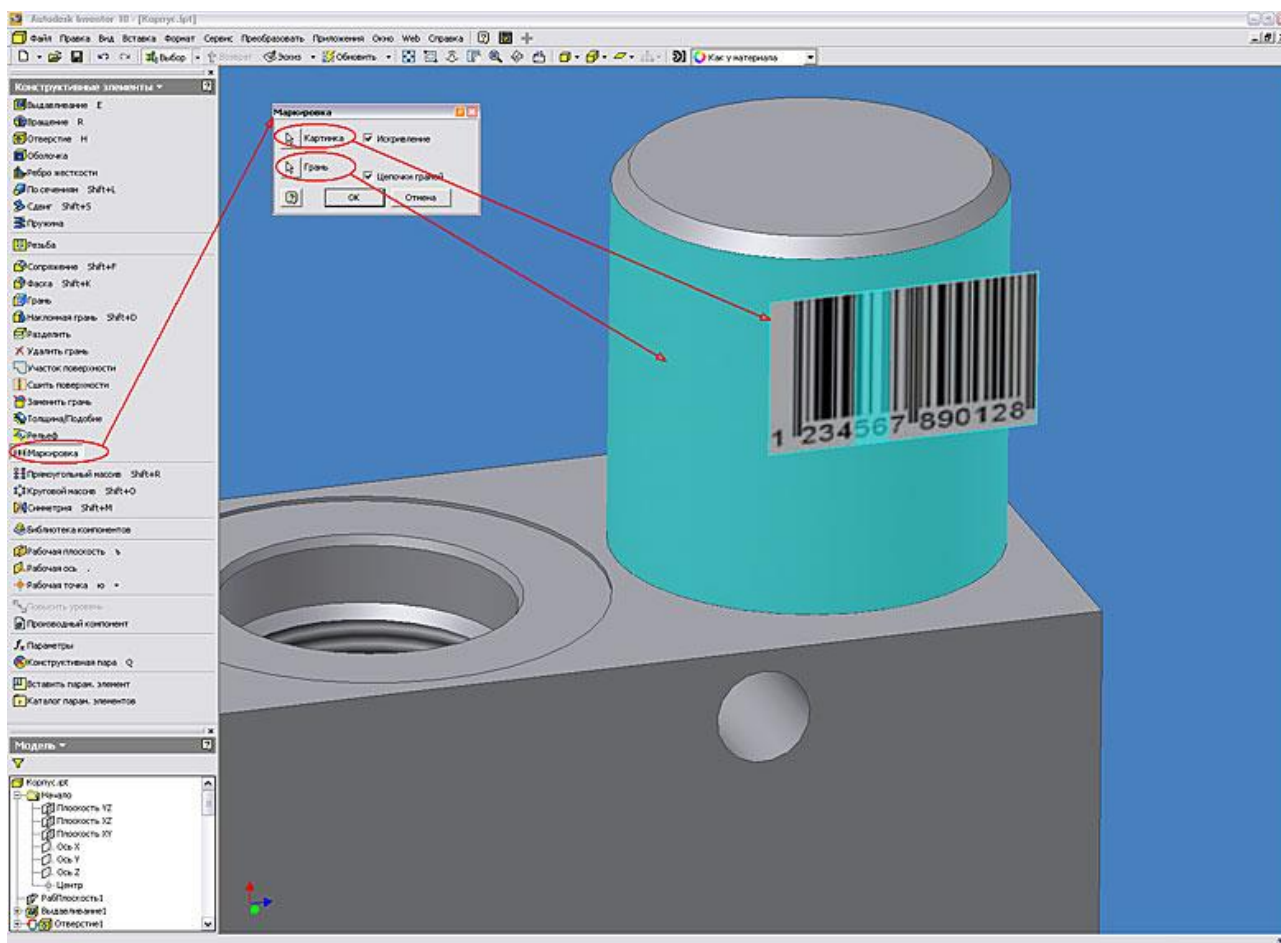 Autodesk Inventor 10 - [Корпус.ipt]
Файл Правка Вид Вставка Формат Сервис Преобразовать Приложения Окно Web Справка
Выбор Возврат Эскиз Обновить Как у материала
Конструктивные элементы
Выдавливание E
Вращение R
Отверстие H
Оболочка
Ребро жесткости
По сечениям Shift+L
Сдвиг Shift+S
Пружина
Резьба
Сопряжение Shift+F
Фаска Shift+K
Грань
Наклонная грань Shift+D
Разделить
Удалить грань
Участок поверхности
Сшить поверхности
Заменить грань
Толщина/Подобие
Рельеф
Маркировка
Прямоугольный массив Shift+R
Круговой массив Shift+O
Симметрия Shift+M
Библиотека компонентов
Рабочая плоскость ъ
Рабочая ось .
Рабочая точка ю
Повысить уровень
Производный компонент
fx Параметры
Конструктивная пара Q
Вставить парам. элемент
Каталог парам. элементов
Модель
Корпус.ipt
Начало
Плоскость YZ
Плоскость XZ
Плоскость XY
Ось X
Ось Y
Ось Z
Центр
РабПлоскость1
Выдавливание1
Отверстие1
Маркировка
Картинка Искривление
Грань Цепочки граней
OK Отмена
1 234567 890128